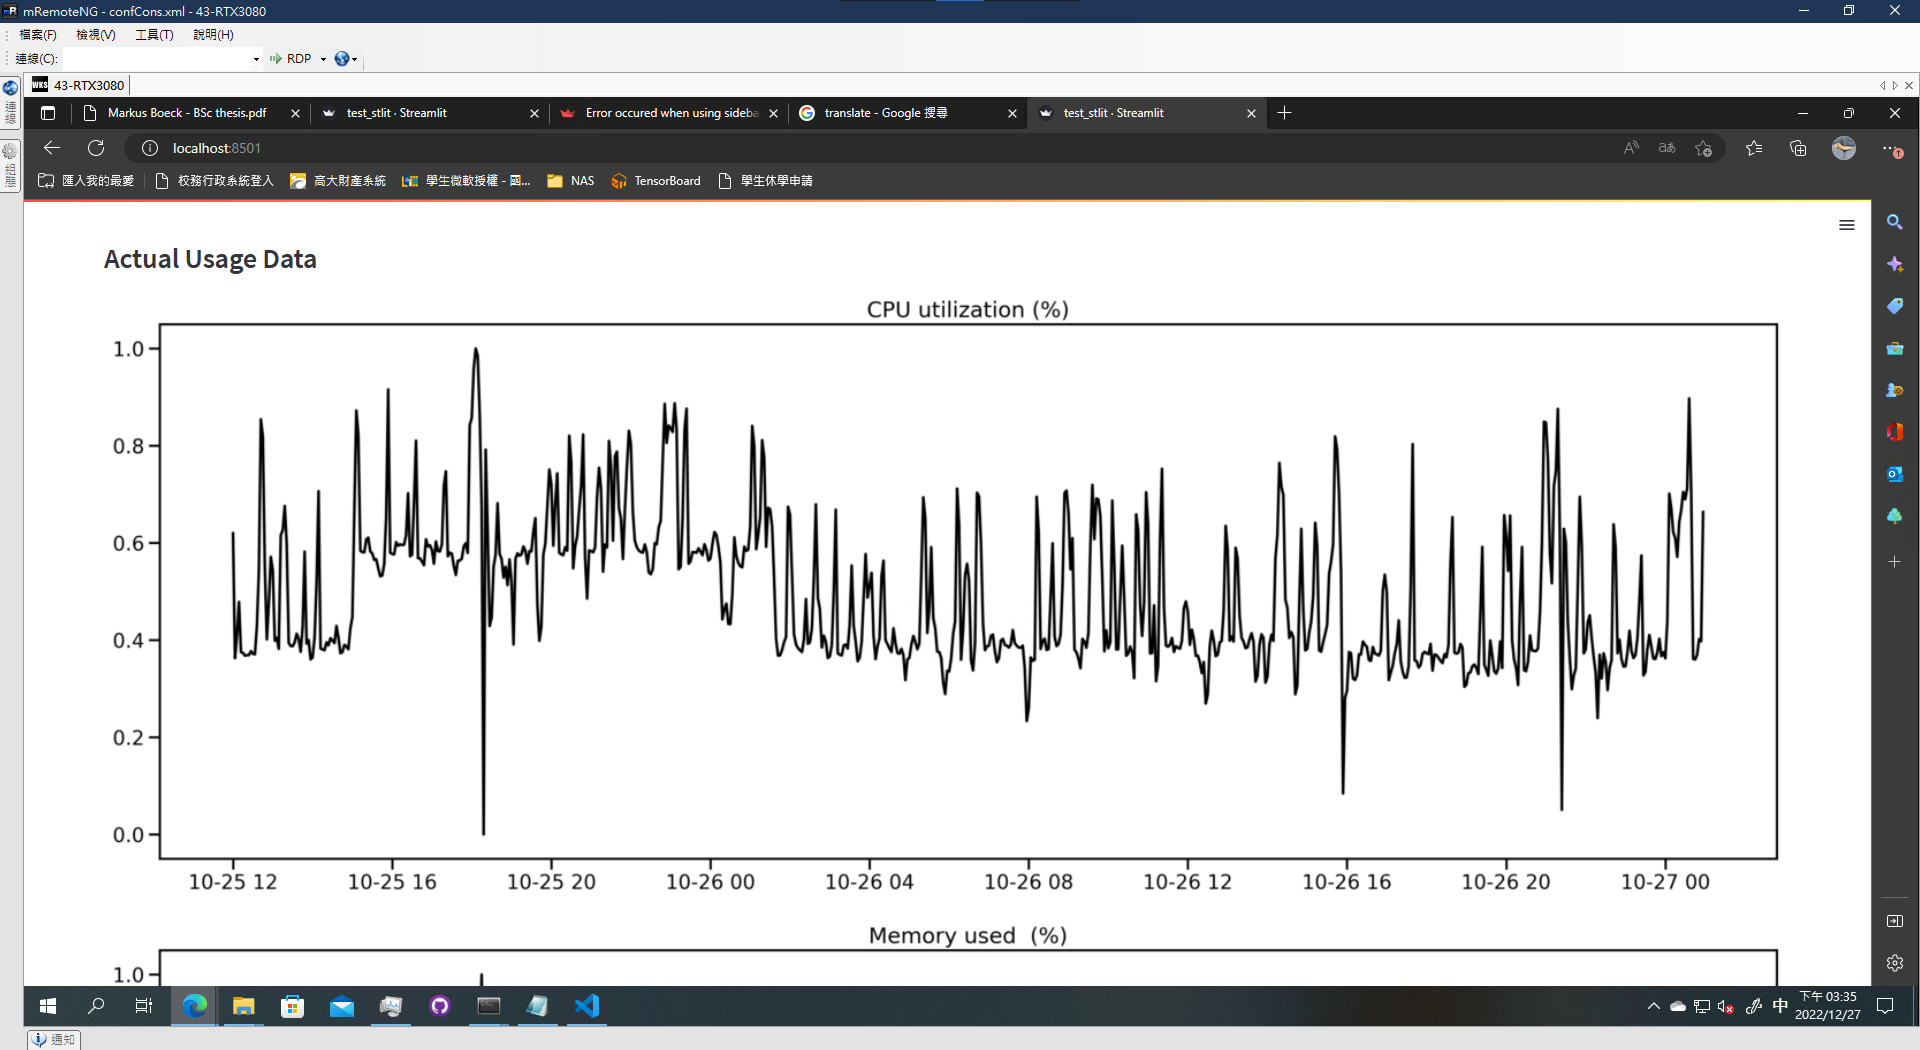 mRemoteNG - confCons.xml - 43-RTX3080
檔案(F) 檢視(V) 工具(T) 說明(H)
連線(C): RDP
連線
組態
43-RTX3080
Markus Boeck - BSc thesis.pdf
test_stlit · Streamlit
Error occured when using sideba
translate - Google 搜尋
test_stlit · Streamlit
localhost:8501
匯入我的最愛
校務行政系統登入
高大財產系統
學生微軟授權 - 國...
NAS
TensorBoard
學生休學申請
Actual Usage Data
CPU utilization (%)
1.0
0.8
0.6
0.4
0.2
0.0
10-25 12 10-25 16 10-25 20 10-26 00 10-26 04 10-26 08 10-26 12 10-26 16 10-26 20 10-27 00
Memory used (%)
1.0
中
下午 03:35
2022/12/27
通知